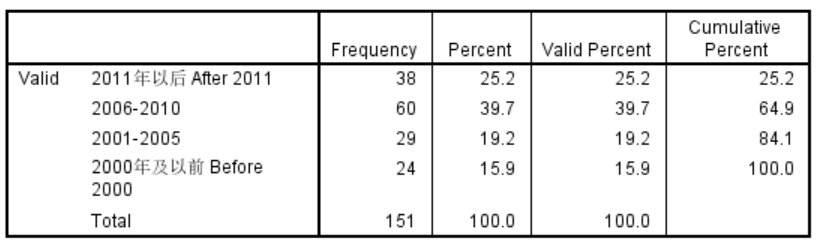 Frequency Percent Valid Percent Cumulative Percent
Valid 2011年以后 After 2011 38 25.2 25.2 25.2
2006-2010 60 39.7 39.7 64.9
2001-2005 29 19.2 19.2 84.1
2000年及以前 Before 24 15.9 15.9 100.0
2000
Total 151 100.0 100.0